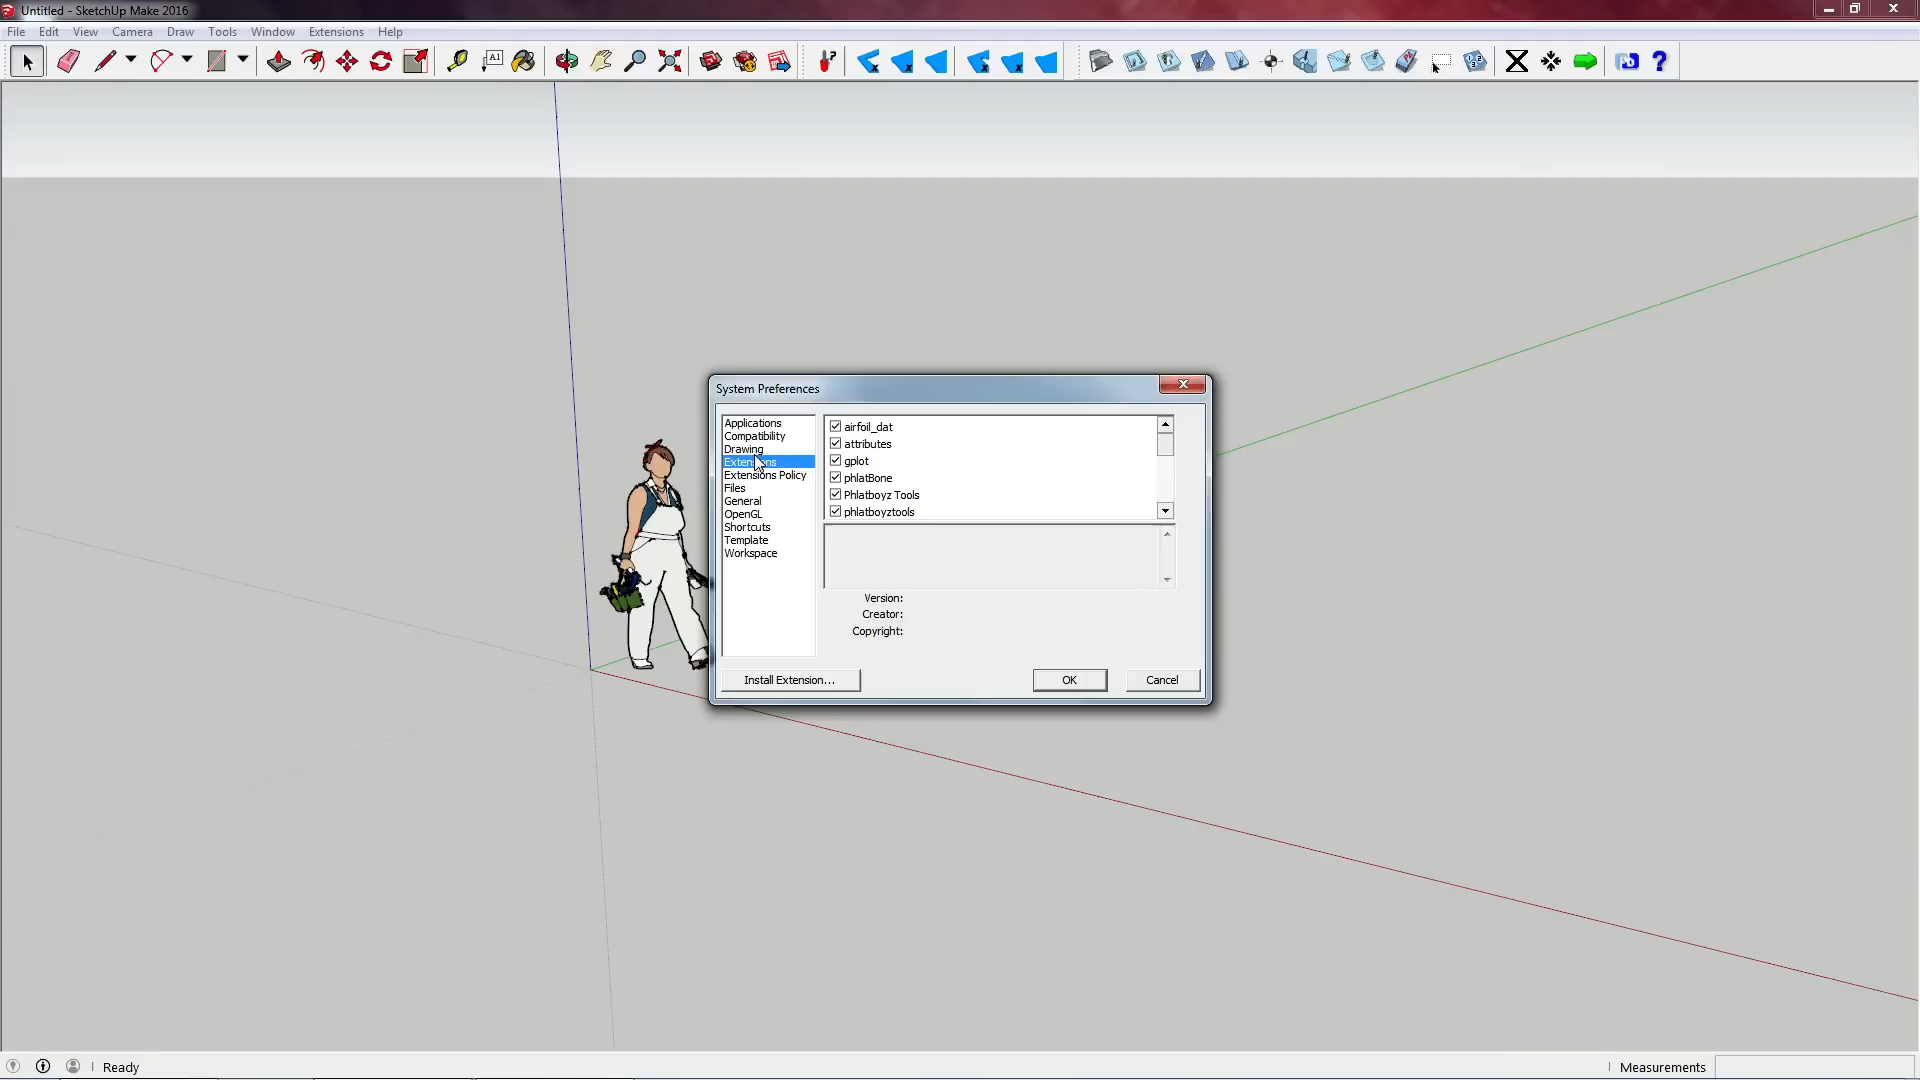 Untitled - SketchUp Make 2016
File Edit View Camera Draw Tools Window Extensions Help
A1
System Preferences
Applications
Compatibility
Drawing
Extensions
Extensions Policy
Files
General
OpenGL
Shortcuts
Template
Workspace
airfoil_dat
attributes
gplot
phlatBone
Phlatboyz Tools
phlatboyztools
Version:
Creator:
Copyright:
Install Extension...
OK
Cancel
Ready
Measurements